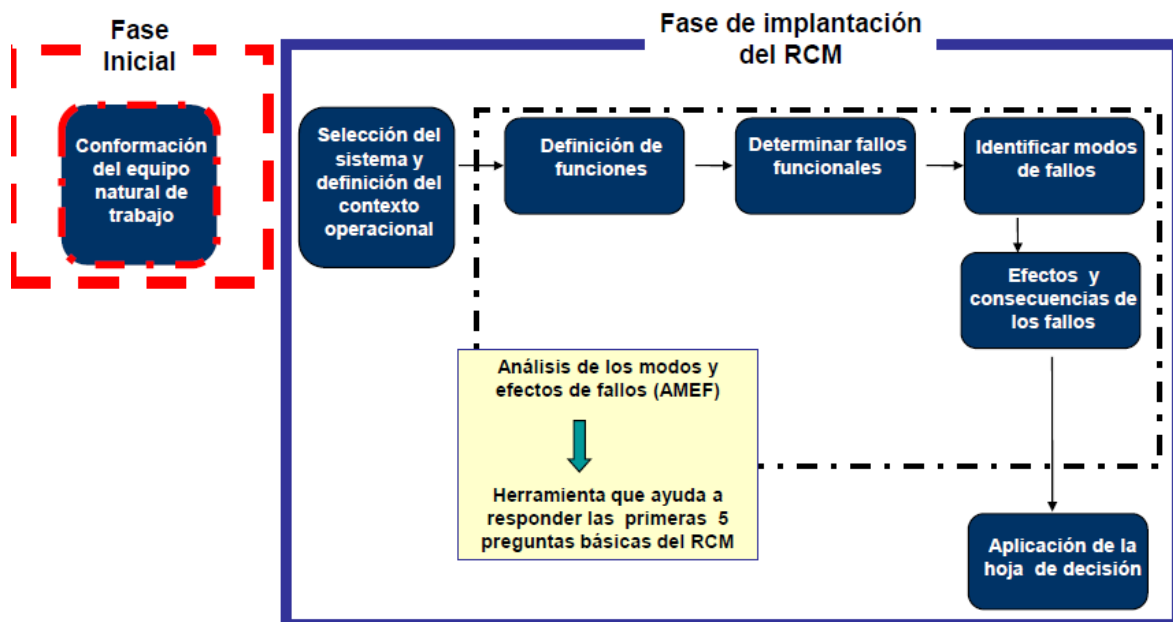 Fase
Inicial
Conformación
del equipo
natural de
trabajo
Fase de implantación
del RCM
Selección del
sistema y
definición del
contexto
operacional
Definición de
funciones
Determinar fallos
funcionales
Identificar modos
de fallos
Efectos y
consecuencias de
los fallos
Análisis de los modos y
efectos de fallos (AMEF)
Herramienta que ayuda a
responder las primeras 5
preguntas básicas del RCM
Aplicación de la
hoja de decisión